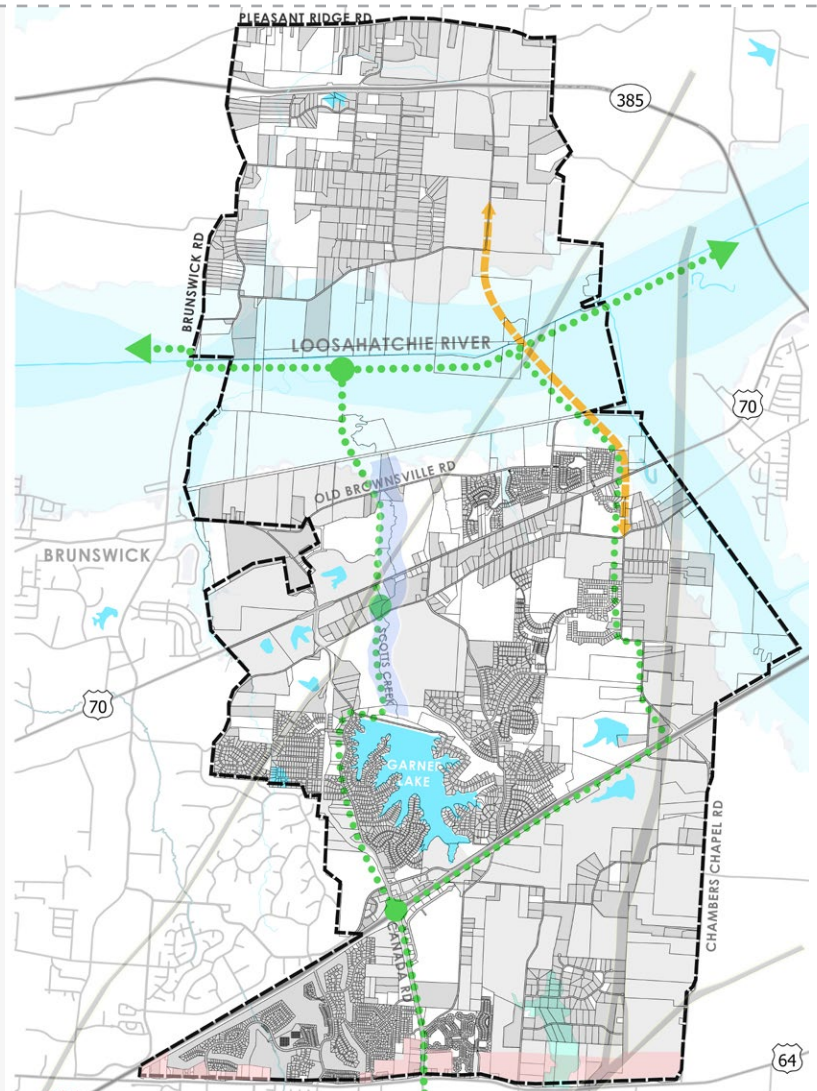 PLEASANT RIDGE RD
385
BRUNSWICK RD
LOOSAHATCHIE RIVER
70
OLD BROWNSVILLE RD
BRUNSWICK
SCOTTS CREEK
70
GARNER
LAKE
CHAMBERS CHAPEL RD
CANADA RD
64